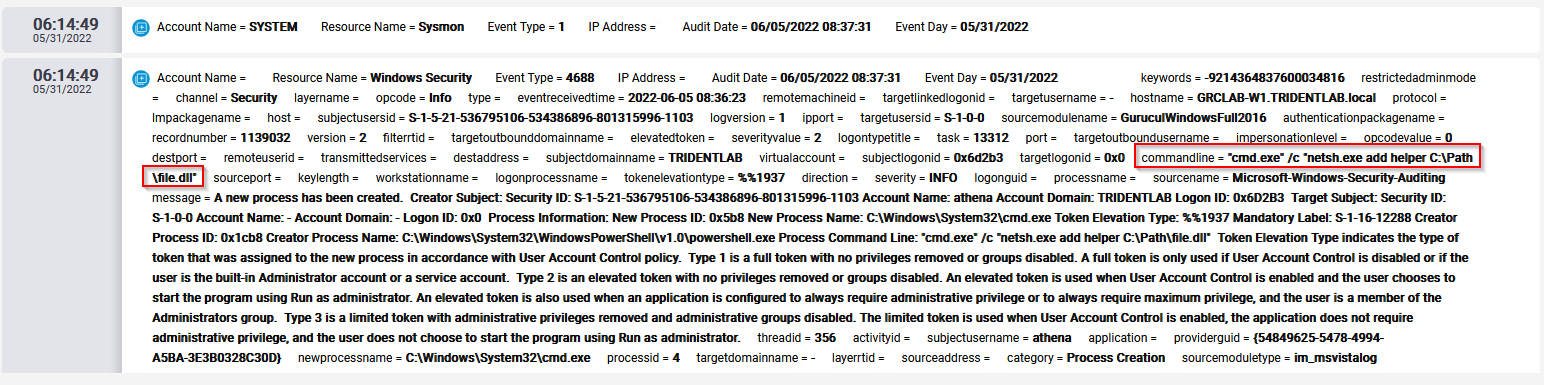 06:14:49
05/31/2022
Account Name = SYSTEM Resource Name = Sysmon Event Type = 1 IP Address = Audit Date = 06/05/2022 08:37:31 Event Day = 05/31/2022
06:14:49
05/31/2022
Account Name = Resource Name = Windows Security Event Type = 4688 IP Address = Audit Date = 06/05/2022 08:37:31 Event Day = 05/31/2022 keywords = -9214364837600034816 restrictedadminmode
= channel = Security layername = opcode = Info type = eventreceivedtime = 2022-06-05 08:36:23 remotemachineid = targetlinkedlogonid = targetusername = - hostname = GRCLAB-W1.TRIDENTLAB.local protocol =
lmpackagename = host = subjectusersid = S-1-5-21-536795106-534386896-801315996-1103 logversion = 1 ipport = targetusersid = S-1-0-0 sourcemodulename = GuruculWindowsFull2016 authenticationpackagename =
recordnumber = 1139032 version = 2 filterrtid = targetoutbounddomainname = elevatedtoken = severityvalue = 2 logontypetitle = task = 13312 port = targetoutboundusername = impersonationlevel = opcodevalue = 0
destport = remoteuserid = transmittedservices = destaddress = subjectdomainname = TRIDENTLAB virtualaccount = subjectlogonid = 0x6d2b3 targetlogonid = 0x0 commandline = "cmd.exe" /c "netsh.exe add helper C:\Path
\file.dll" sourceport = keylength = workstationname = logonprocessname = tokenelevationtype = %%1937 direction = severity = INFO logonguid = processname = sourcename = Microsoft-Windows-Security-Auditing
message = A new process has been created. Creator Subject: Security ID: S-1-5-21-536795106-534386896-801315996-1103 Account Name: athena Account Domain: TRIDENTLAB Logon ID: 0x6D2B3 Target Subject: Security ID:
S-1-0-0 Account Name: - Account Domain: - Logon ID: 0x0 Process Information: New Process ID: 0x5b8 New Process Name: C:\Windows\System32\cmd.exe Token Elevation Type: %%1937 Mandatory Label: S-1-16-12288 Creator
Process ID: 0x1cb8 Creator Process Name: C:\Windows\System32\WindowsPowerShell\v1.0\powershell.exe Process Command Line: "cmd.exe" /c "netsh.exe add helper C:\Path\file.dll" Token Elevation Type indicates the type of
token that was assigned to the new process in accordance with User Account Control policy. Type 1 is a full token with no privileges removed or groups disabled. A full token is only used if User Account Control is disabled or if the
user is the built-in Administrator account or a service account. Type 2 is an elevated token with no privileges removed or groups disabled. An elevated token is used when User Account Control is enabled and the user chooses to
start the program using Run as administrator. An elevated token is also used when an application is configured to always require administrative privilege or to always require maximum privilege, and the user is a member of the
Administrators group. Type 3 is a limited token with administrative privileges removed and administrative groups disabled. The limited token is used when User Account Control is enabled, the application does not require
administrative privilege, and the user does not choose to start the program using Run as administrator. threadid = 356 activityid = subjectusername = athena application = providerguid = {54849625-5478-4994-
A5BA-3E3B0328C30D} newprocessname = C:\Windows\System32\cmd.exe processid = 4 targetdomainname = - layerrtid = sourceaddress = category = Process Creation sourcemoduletype = im_msvistalog